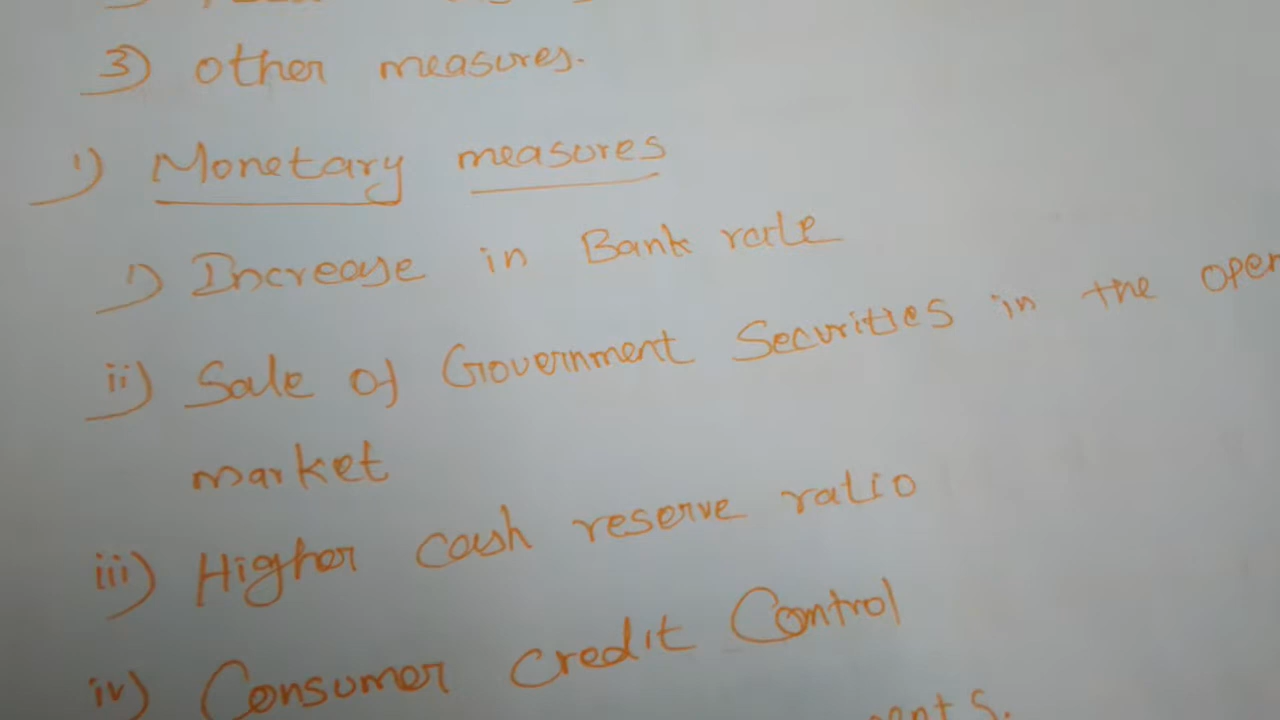 3) other measures.
1) Monetary measures
i) Increase in Bank rate
ii) Sale of Government Securities in the open
market
iii) Higher cash reserve ratio
iv) Consumer Credit Control